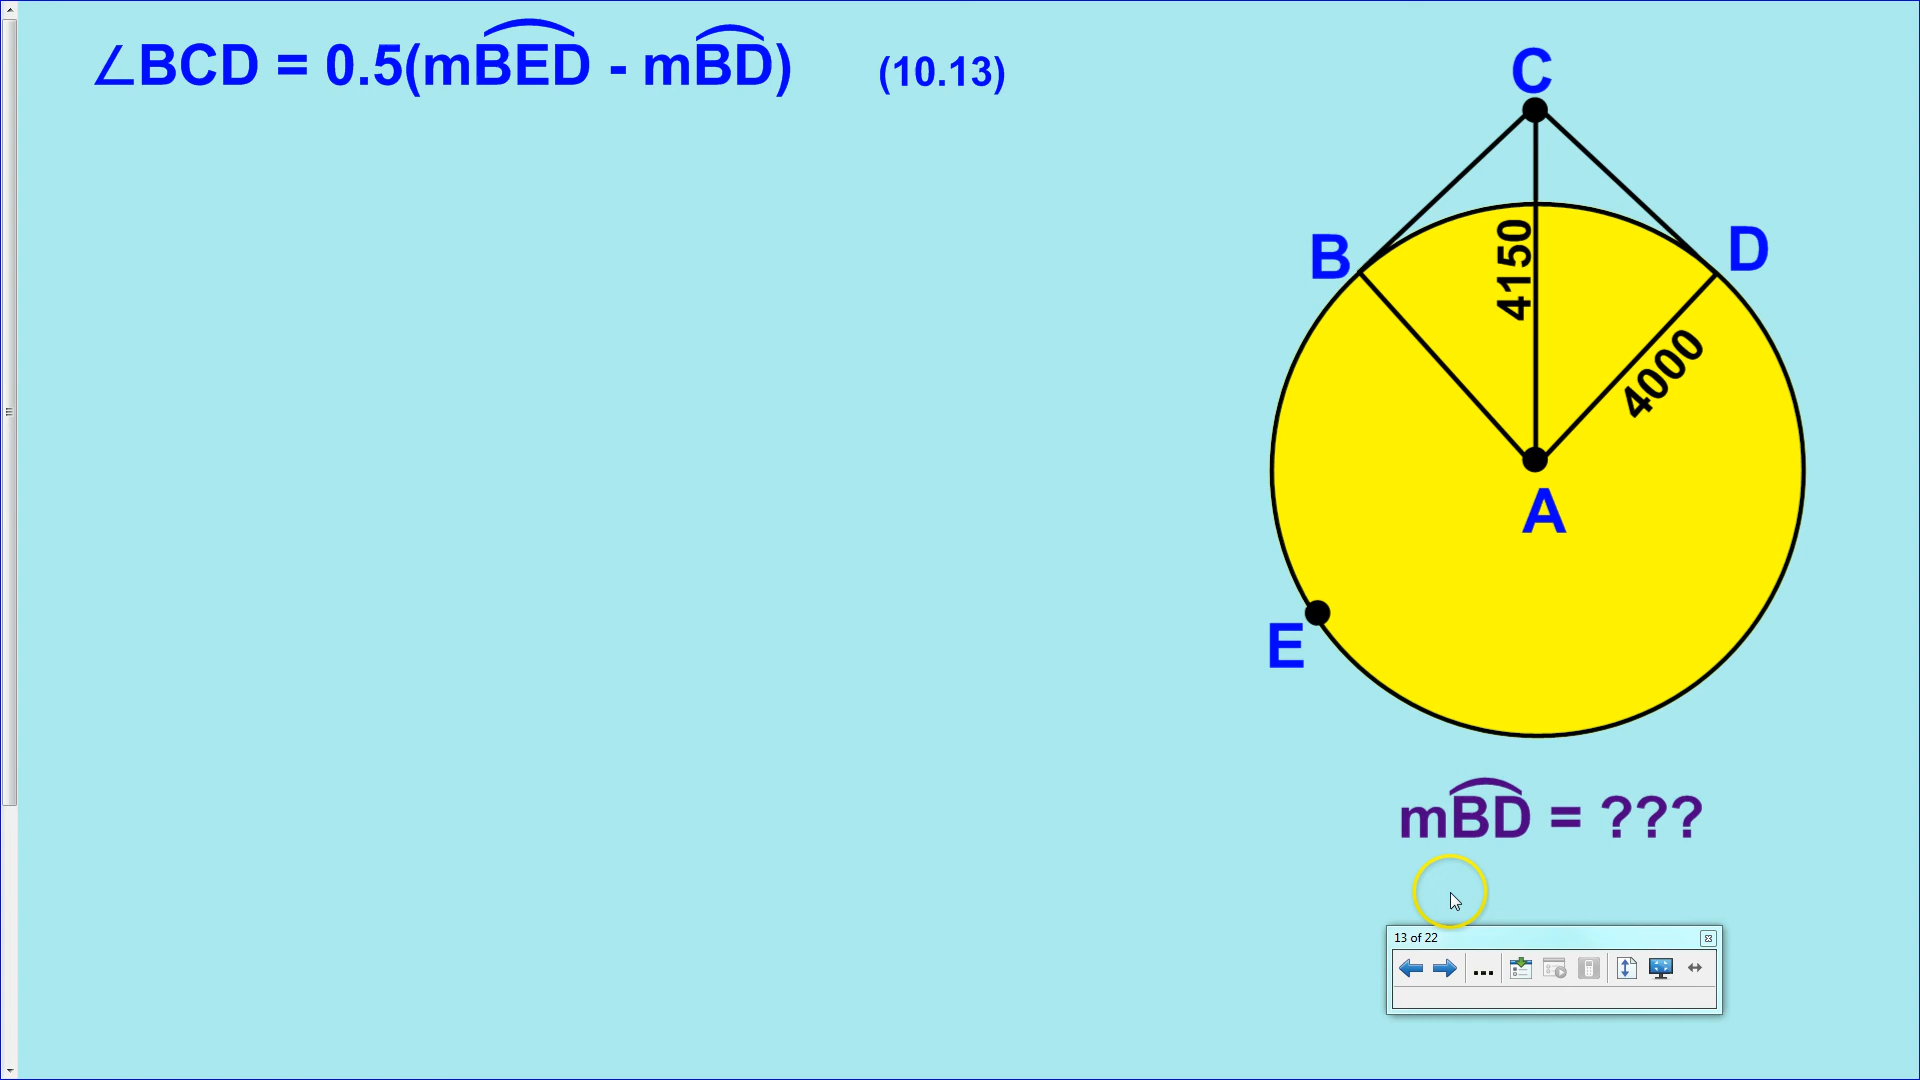 ∠BCD = 0.5(mBED - mBD) (10.13)
C
B
D
4150
4000
A
E
mBD = ???
13 of 22
...